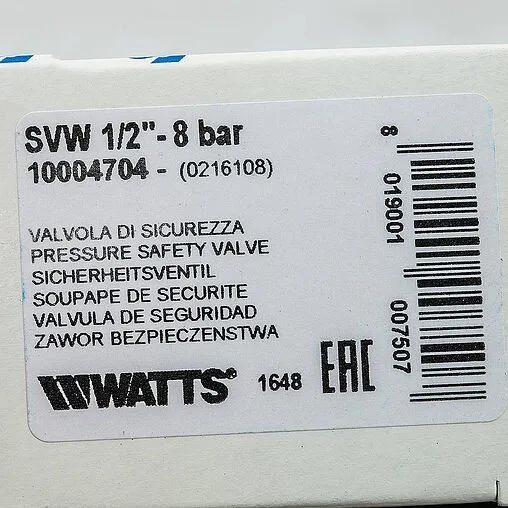 SVW 1/2"- 8 bar
10004704 - (0216108)
VALVOLA DI SICUREZZA
PRESSURE SAFETY VALVE
SICHERHEITSVENTIL
SOUPAPE DE SECURITE
VALVULA DE SEGURIDAD
ZAWOR BEZPIECZENSTWA
WATTS® 1648 EAC
8 019001 007507